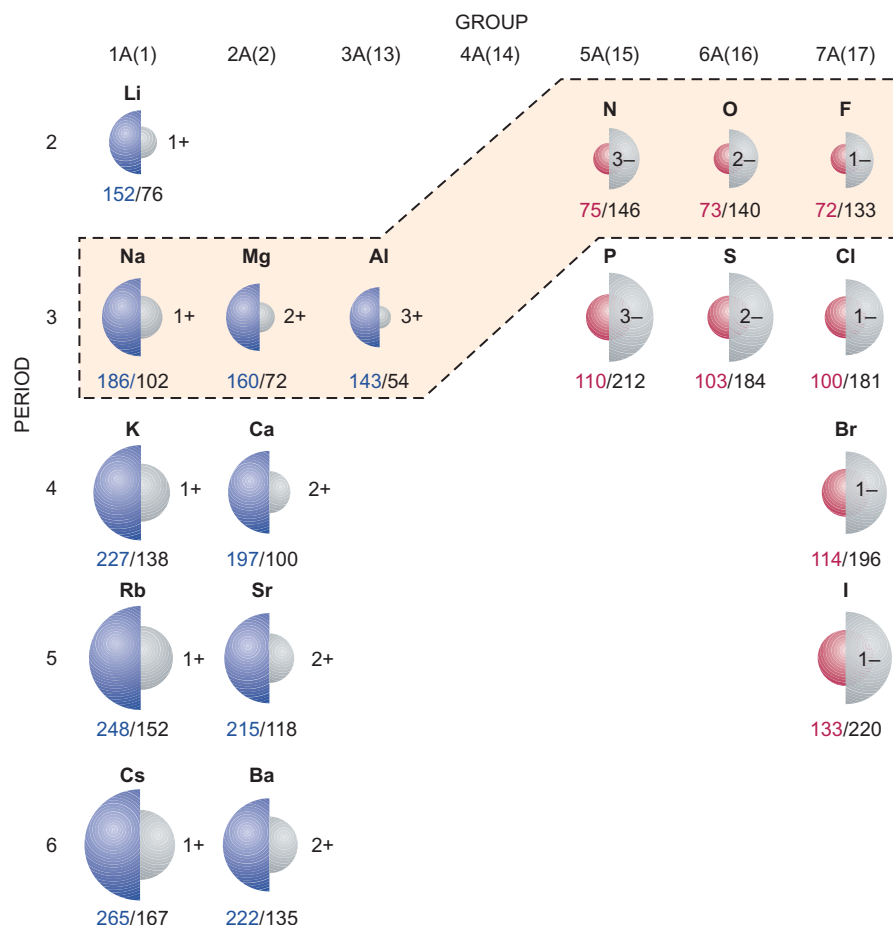 GROUP
1A(1) 2A(2) 3A(13) 4A(14) 5A(15) 6A(16) 7A(17)
Li N O F
2 1+ 3– 2– 1–
152/76 75/146 73/140 72/133
Na Mg Al P S Cl
3 1+ 2+ 3+ 3– 2– 1–
186/102 160/72 143/54 110/212 103/184 100/181
PERIOD
K Ca Br
4 1+ 2+ 1–
227/138 197/100 114/196
Rb Sr I
5 1+ 2+ 1–
248/152 215/118 133/220
Cs Ba
6 1+ 2+
265/167 222/135